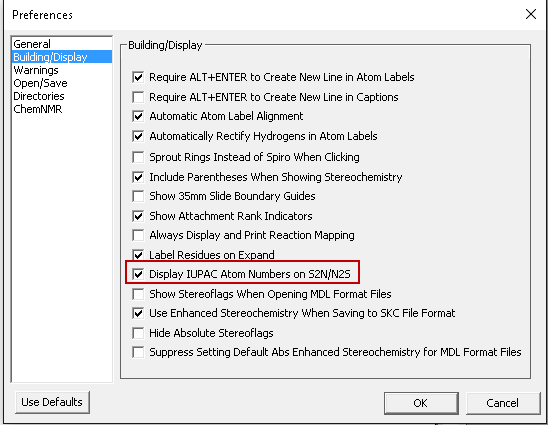 Preferences
General
Building/Display
Warnings
Open/Save
Directories
ChemNMR
Building/Display
Require ALT+ENTER to Create New Line in Atom Labels
Require ALT+ENTER to Create New Line in Captions
Automatic Atom Label Alignment
Automatically Rectify Hydrogens in Atom Labels
Sprout Rings Instead of Spiro When Clicking
Include Parentheses When Showing Stereochemistry
Show 35mm Slide Boundary Guides
Show Attachment Rank Indicators
Always Display and Print Reaction Mapping
Label Residues on Expand
Display IUPAC Atom Numbers on S2N/N2S
Show Stereoflags When Opening MDL Format Files
Use Enhanced Stereochemistry When Saving to SKC File Format
Hide Absolute Stereoflags
Suppress Setting Default Abs Enhanced Stereochemistry for MDL Format Files
Use Defaults
OK
Cancel